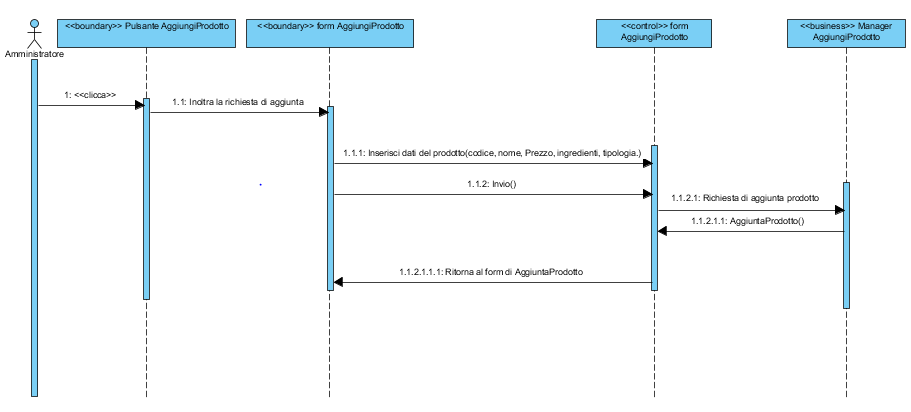 <<boundary>> Pulsante AggiungiProdotto
<<boundary>> form AggiungiProdotto
<<control>> form
AggiungiProdotto
<<business>> Manager
AggiungiProdotto
Amministratore
1: <<clicca>>
1.1: Inoltra la richiesta di aggiunta
1.1.1: Inserisci dati del prodotto(codice, nome, Prezzo, ingredienti, tipologia.)
1.1.2: Invio()
1.1.2.1: Richiesta di aggiunta prodotto
1.1.2.1.1: AggiuntaProdotto()
1.1.2.1.1.1: Ritorna al form di AggiuntaProdotto